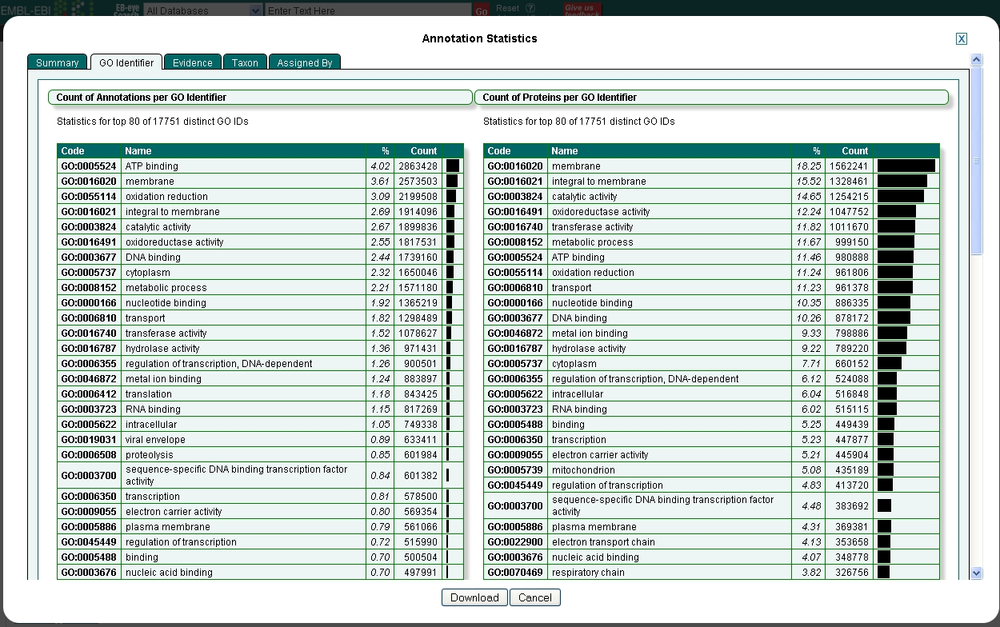 EMBL-EBI EB-eye Search All Databases Enter Text Here Go Reset ? Give us feedback
Annotation Statistics X
Summary GO Identifier Evidence Taxon Assigned By
Count of Annotations per GO Identifier
Statistics for top 80 of 17751 distinct GO IDs
Code Name % Count
GO:0005524 ATP binding 4.02 2863428
GO:0016020 membrane 3.61 2573503
GO:0055114 oxidation reduction 3.09 2199508
GO:0016021 integral to membrane 2.69 1914096
GO:0003824 catalytic activity 2.67 1899836
GO:0016491 oxidoreductase activity 2.55 1817531
GO:0003677 DNA binding 2.44 1739160
GO:0005737 cytoplasm 2.32 1650046
GO:0008152 metabolic process 2.21 1571180
GO:0000166 nucleotide binding 1.92 1365219
GO:0006810 transport 1.82 1298489
GO:0016740 transferase activity 1.52 1078627
GO:0016787 hydrolase activity 1.36 971431
GO:0006355 regulation of transcription, DNA-dependent 1.26 900501
GO:0046872 metal ion binding 1.24 883897
GO:0006412 translation 1.18 843425
GO:0003723 RNA binding 1.15 817269
GO:0005622 intracellular 1.05 749338
GO:0019031 viral envelope 0.89 633411
GO:0006508 proteolysis 0.85 601984
GO:0003700 sequence-specific DNA binding transcription factor
activity 0.84 601382
GO:0006350 transcription 0.81 578500
GO:0009055 electron carrier activity 0.80 569354
GO:0005886 plasma membrane 0.79 561066
GO:0045449 regulation of transcription 0.72 515990
GO:0005488 binding 0.70 500504
GO:0003676 nucleic acid binding 0.70 497991
Count of Proteins per GO Identifier
Statistics for top 80 of 17751 distinct GO IDs
Code Name % Count
GO:0016020 membrane 18.25 1562241
GO:0016021 integral to membrane 15.52 1328461
GO:0003824 catalytic activity 14.65 1254215
GO:0016491 oxidoreductase activity 12.24 1047752
GO:0016740 transferase activity 11.82 1011670
GO:0008152 metabolic process 11.67 999150
GO:0005524 ATP binding 11.46 980888
GO:0055114 oxidation reduction 11.24 961806
GO:0006810 transport 11.23 961378
GO:0000166 nucleotide binding 10.35 886335
GO:0003677 DNA binding 10.26 878172
GO:0046872 metal ion binding 9.33 798886
GO:0016787 hydrolase activity 9.22 789220
GO:0005737 cytoplasm 7.71 660152
GO:0006355 regulation of transcription, DNA-dependent 6.12 524088
GO:0005622 intracellular 6.04 516848
GO:0003723 RNA binding 6.02 515115
GO:0005488 binding 5.25 449439
GO:0006350 transcription 5.23 447877
GO:0009055 electron carrier activity 5.21 445904
GO:0005739 mitochondrion 5.08 435189
GO:0045449 regulation of transcription 4.83 413720
GO:0003700 sequence-specific DNA binding transcription factor
activity 4.48 383692
GO:0005886 plasma membrane 4.31 369381
GO:0022900 electron transport chain 4.13 353658
GO:0003676 nucleic acid binding 4.07 348778
GO:0070469 respiratory chain 3.82 326756
Download Cancel